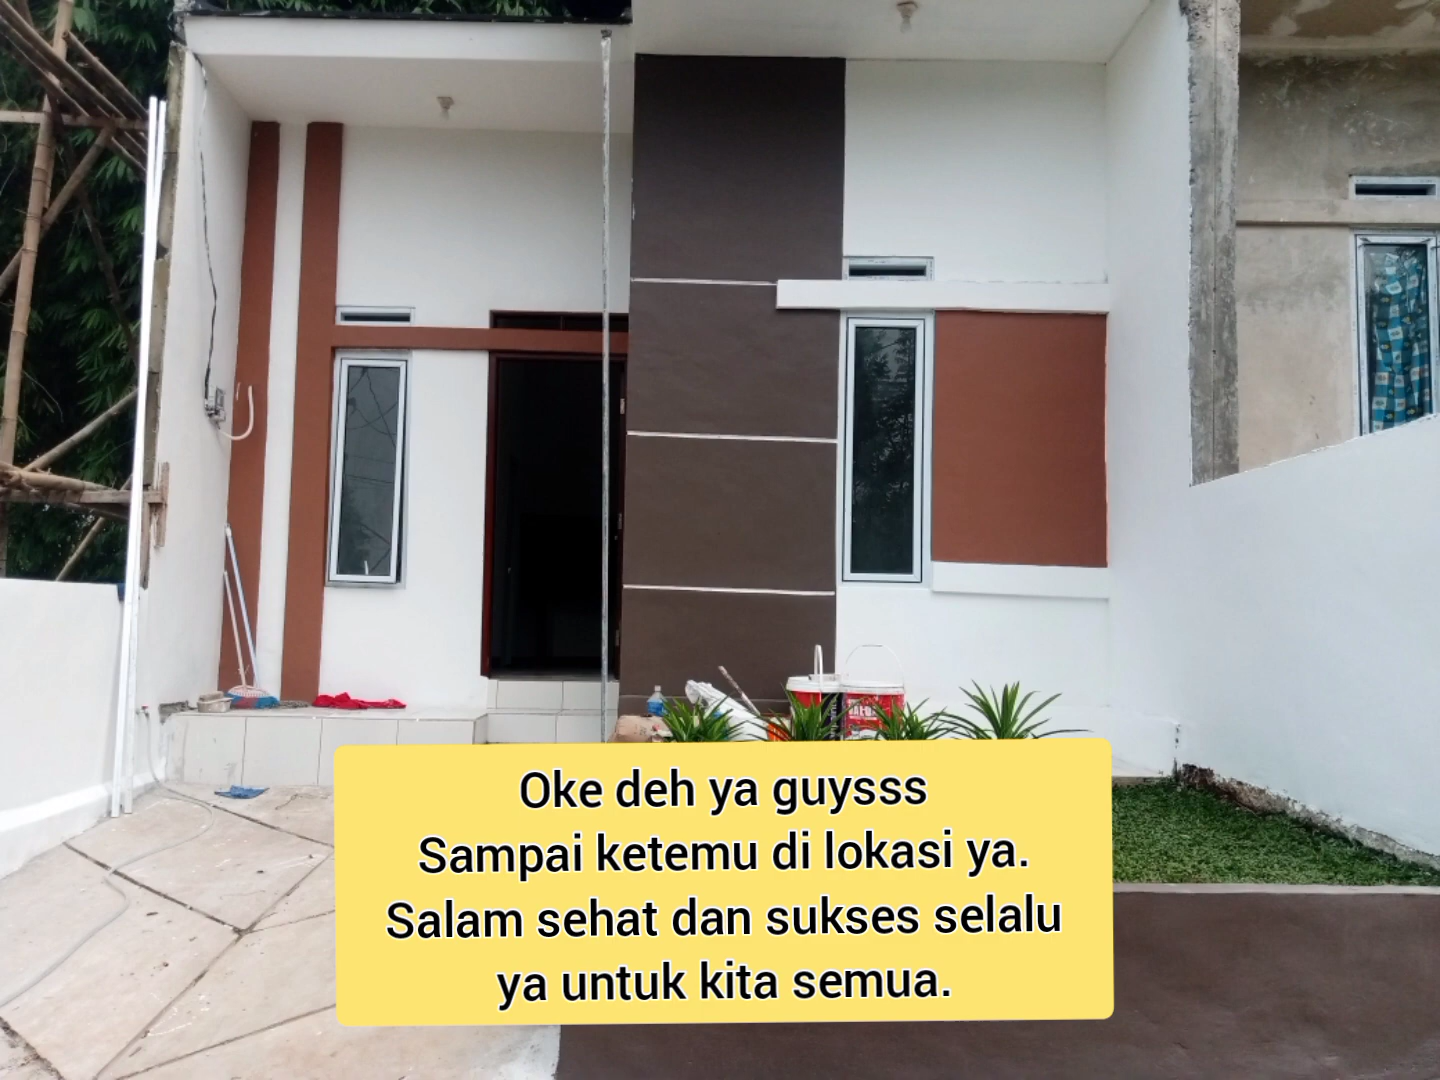 Oke deh ya guysss
Sampai ketemu di lokasi ya.
Salam sehat dan sukses selalu
ya untuk kita semua.